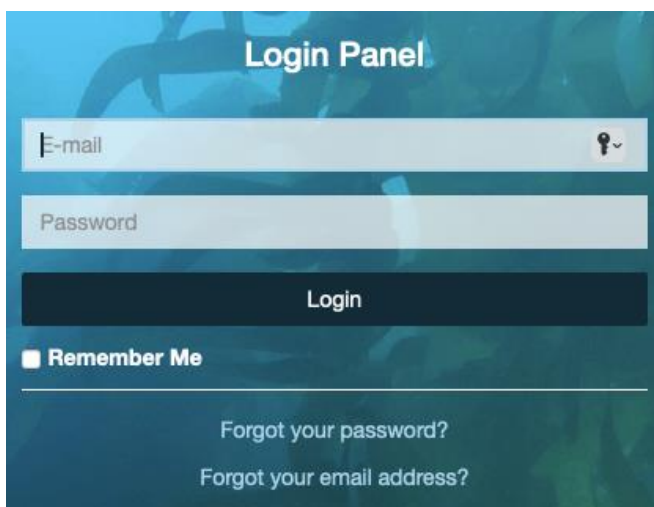 Login Panel
E-mail
Password
Login
Remember Me
Forgot your password?
Forgot your email address?